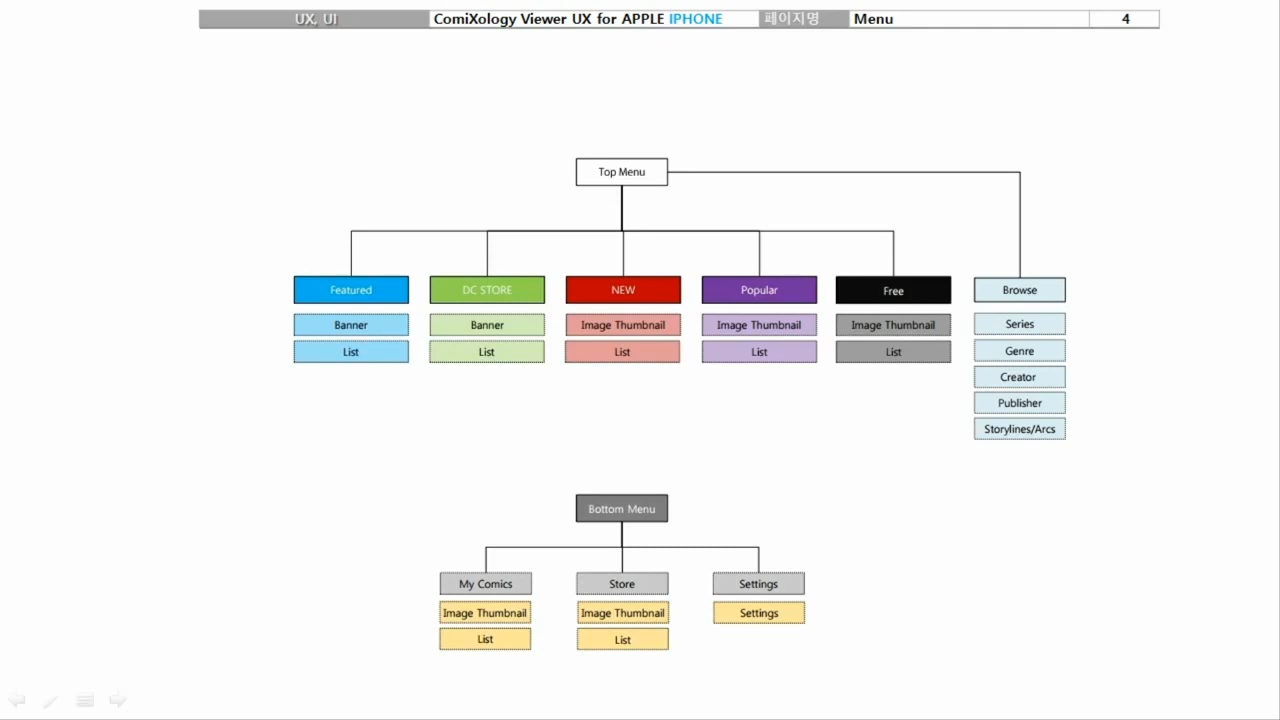 UX, UI ComiXology Viewer UX for APPLE IPHONE 페이지명 Menu 4
Top Menu
Featured DC STORE NEW Popular Free Browse
Banner Banner Image Thumbnail Image Thumbnail Image Thumbnail Series
List List List List List Genre
Creator
Publisher
Storylines/Arcs
Bottom Menu
My Comics Store Settings
Image Thumbnail Image Thumbnail Settings
List List